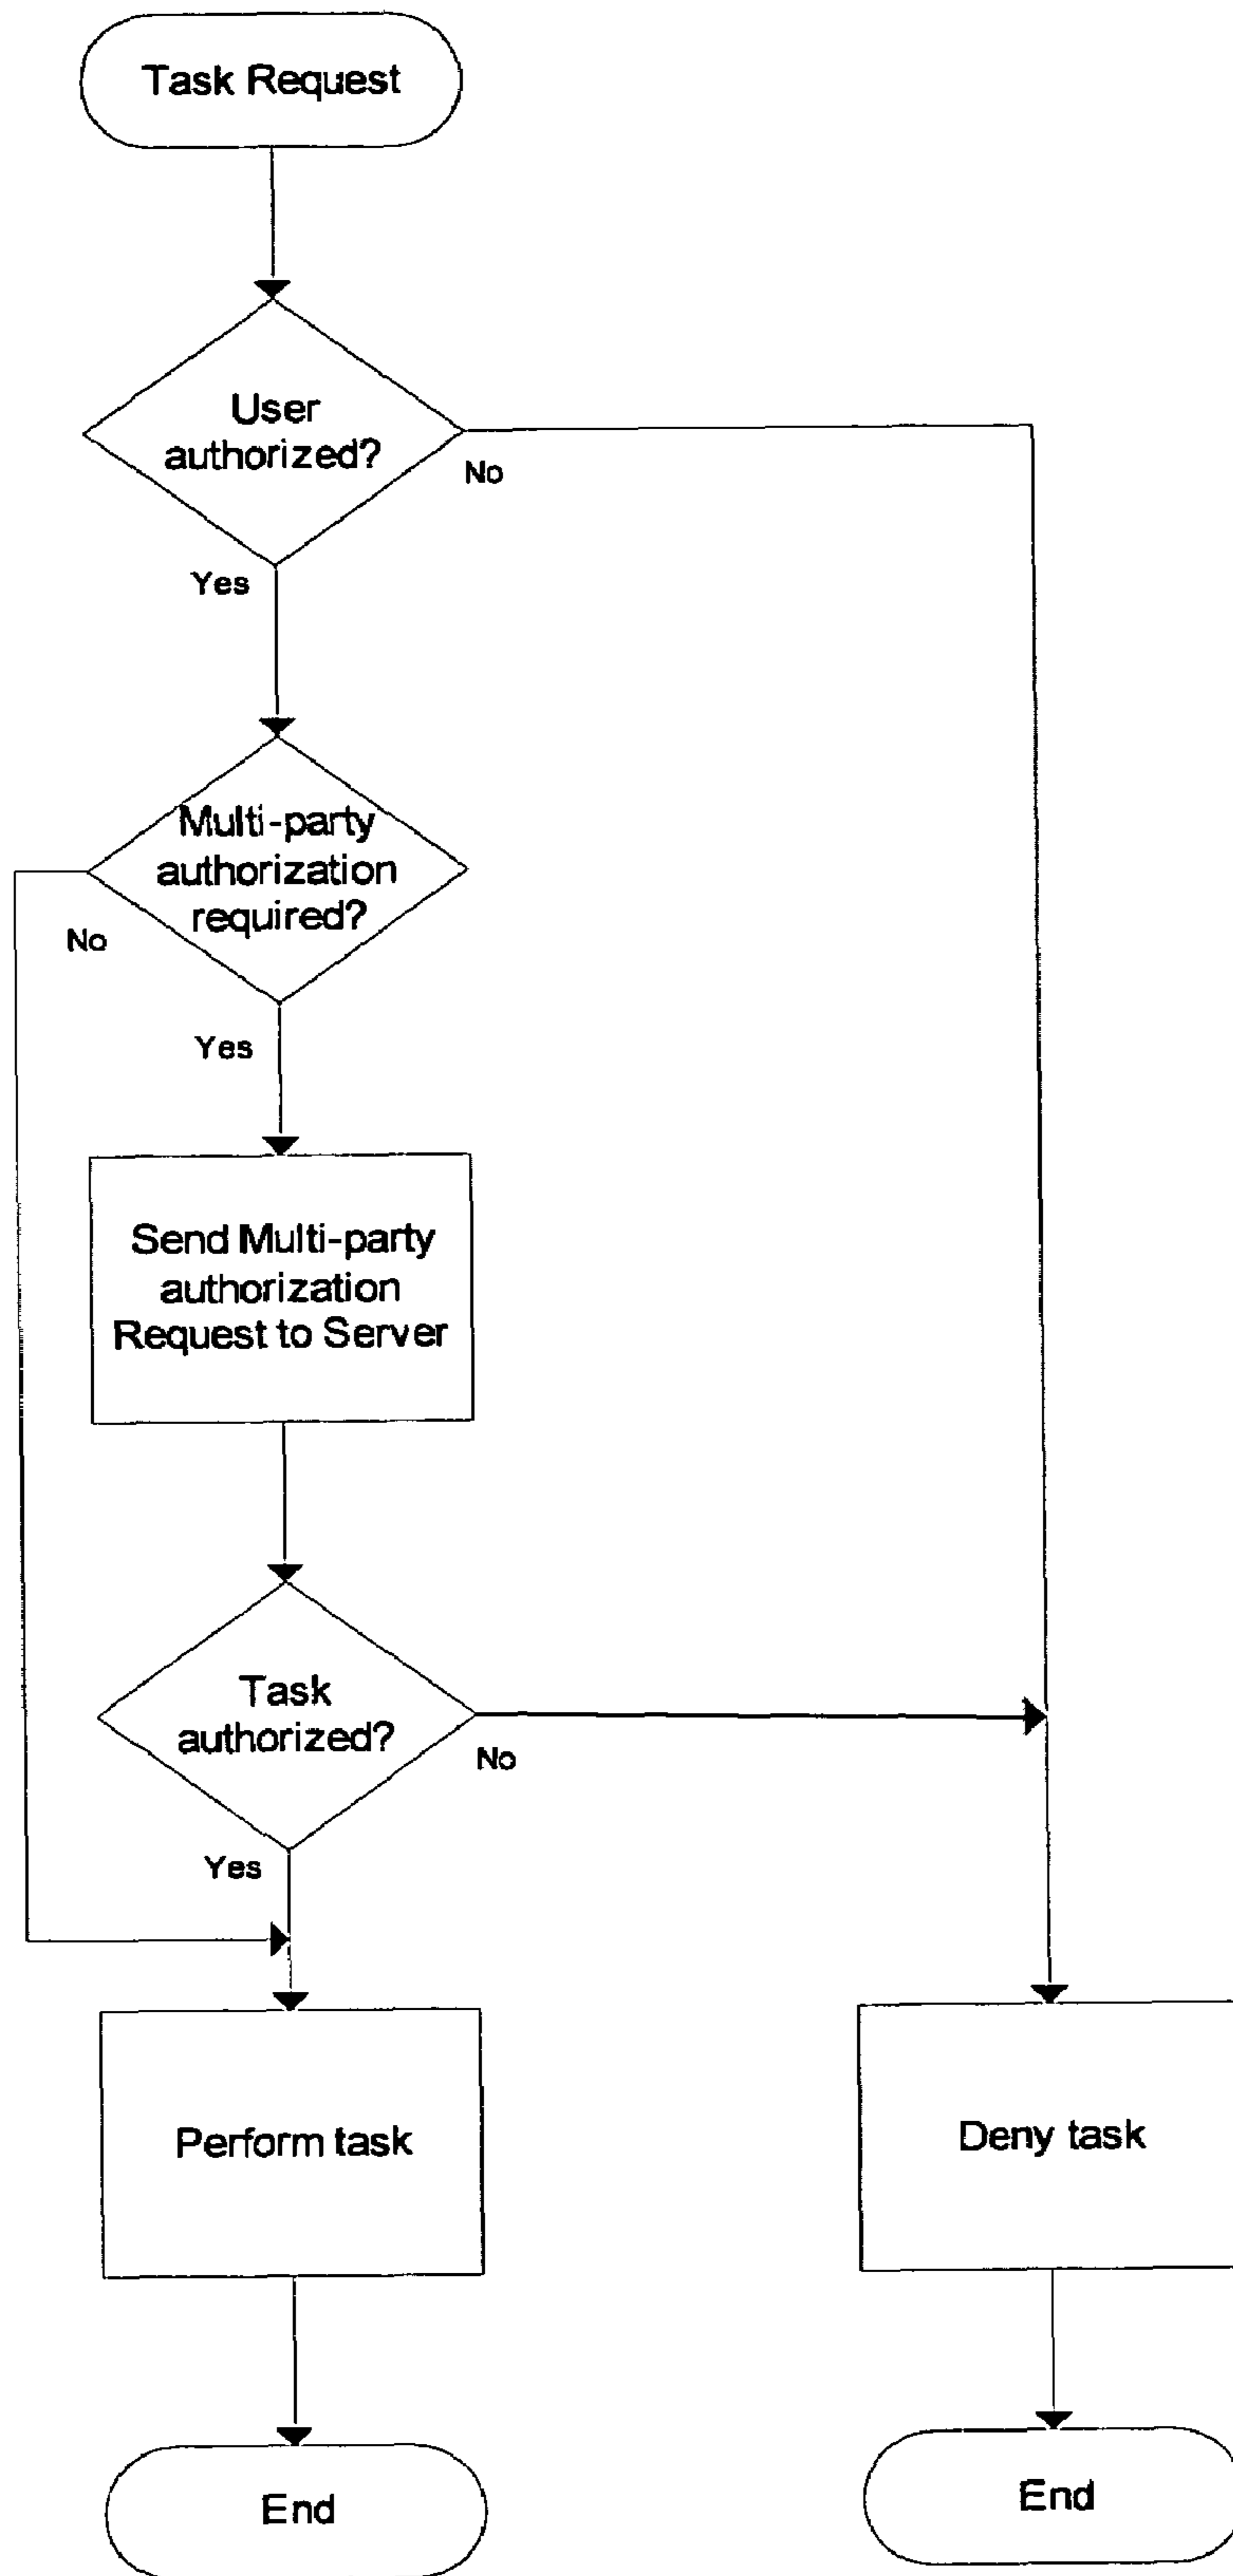 Task Request
User
authorized?
No
Yes
Multi-party
authorization
required?
No
Yes
Send Multi-party
authorization
Request to Server
Task
authorized?
No
Yes
Perform task
Deny task
End
End